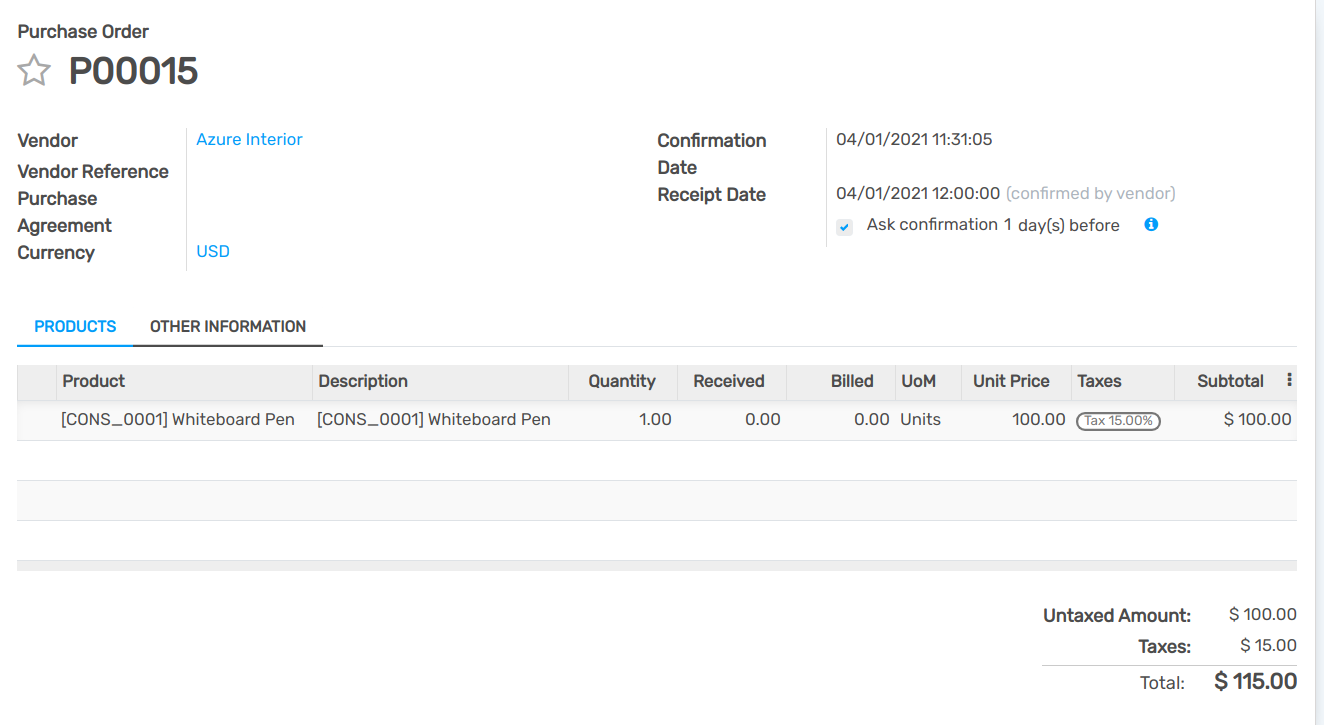 Purchase Order
P00015
Vendor Azure Interior
Vendor Reference
Purchase
Agreement
Currency USD
Confirmation 04/01/2021 11:31:05
Date
Receipt Date 04/01/2021 12:00:00 (confirmed by vendor)
Ask confirmation 1 day(s) before
PRODUCTS OTHER INFORMATION
Product Description Quantity Received Billed UoM Unit Price Taxes Subtotal
[CONS_0001] Whiteboard Pen [CONS_0001] Whiteboard Pen 1.00 0.00 0.00 Units 100.00 Tax 15.00% $ 100.00
Untaxed Amount: $ 100.00
Taxes: $ 15.00
Total: $ 115.00